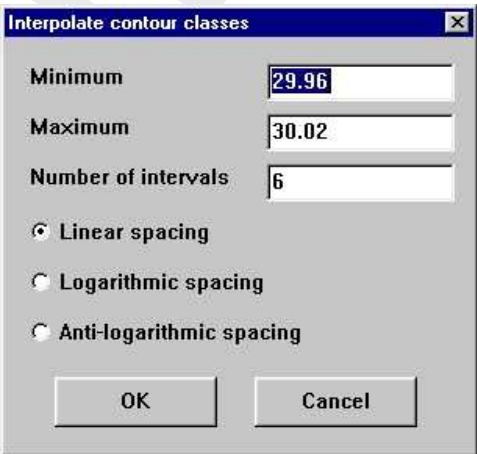 Interpolate contour classes
Minimum 29.96
Maximum 30.02
Number of intervals 6
Linear spacing
Logarithmic spacing
Anti-logarithmic spacing
OK Cancel